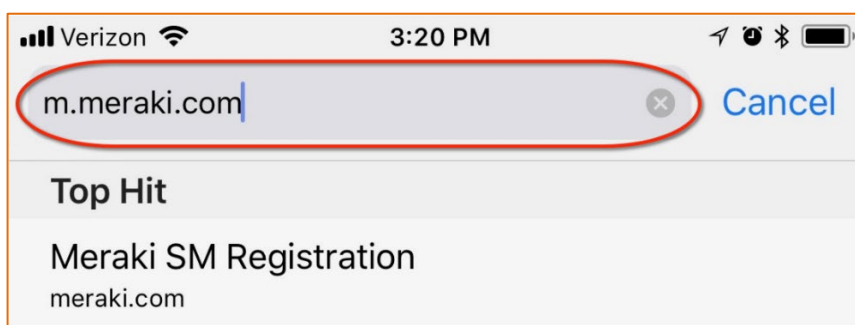 Verizon 3:20 PM
m.meraki.com Cancel
Top Hit
Meraki SM Registration
meraki.com